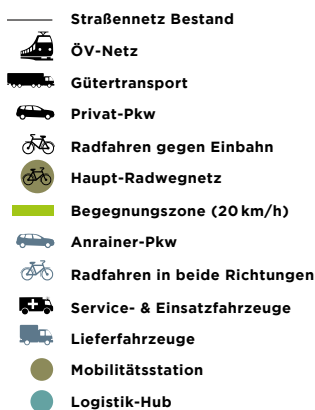 Straßennetz Bestand
ÖV-Netz
Gütertransport
Privat-Pkw
Radfahren gegen Einbahn
Haupt-Radwegnetz
Begegnungszone (20 km/h)
Anrainer-Pkw
Radfahren in beide Richtungen
Service- & Einsatzfahrzeuge
Lieferfahrzeuge
Mobilitätsstation
Logistik-Hub